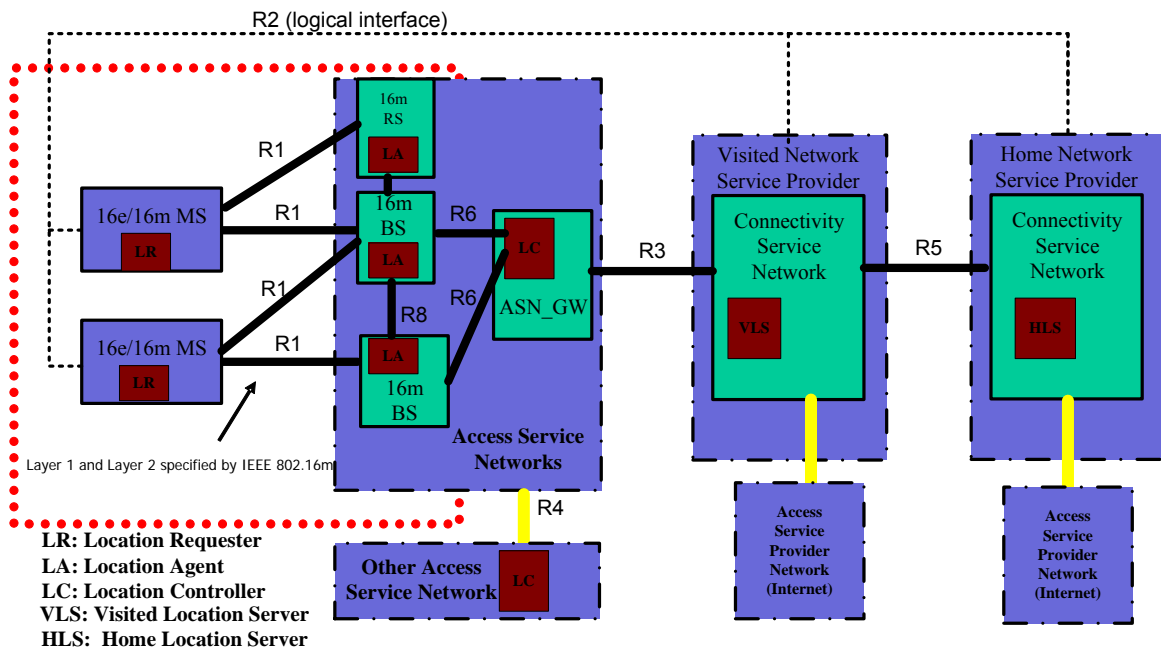 R2 (logical interface)
16m
RS
LA
R1
16e/16m MS
LR
R1
16m
BS
LA
R6
LC
ASN_GW
R1
R6
R8
16e/16m MS
LR
R1
LA
16m
BS
Layer 1 and Layer 2 specified by IEEE 802.16m
Access Service
Networks
R3
Visited Network
Service Provider
Connectivity
Service
Network
VLS
R5
Home Network
Service Provider
Connectivity
Service
Network
HLS
R4
Other Access
Service Network
LC
Access
Service
Provider
Network
(Internet)
Access
Service
Provider
Network
(Internet)
LR: Location Requester
LA: Location Agent
LC: Location Controller
VLS: Visited Location Server
HLS: Home Location Server